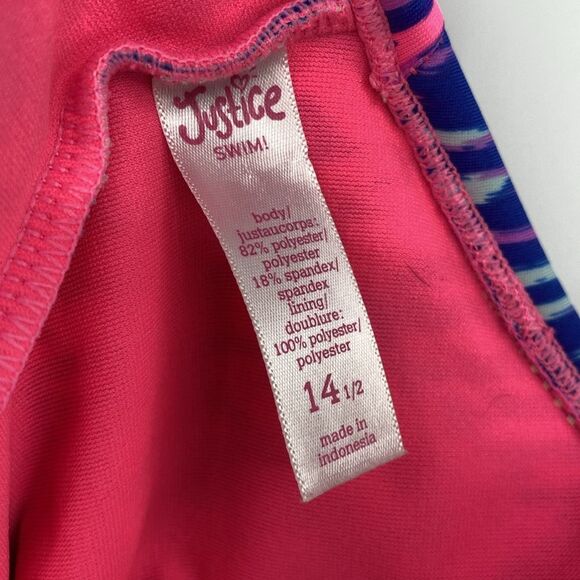 Justice
SWIM!
body/
justaucorps:
82% polyester/
polyester
18% spandex/
spandex
lining/
doublure:
100% polyester/
polyester
14 1/2
made in
indonesia